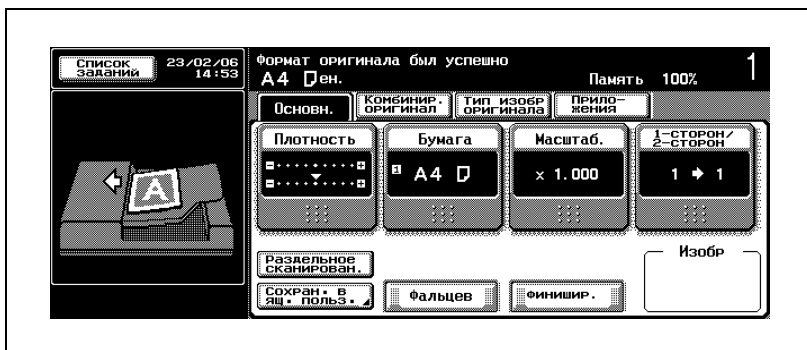 Список
заданий
23/02/06
14:53
Формат оригинала был успешно
A4 ен.
Память 100%
1
Основн.
Комбинир.
оригинал
Тип изобр
оригинала
Прило-
жения
Плотность
Бумага
Масштаб.
1-сторон/
2-сторон
1 A4
x 1.000
1 → 1
A
Раздельное
сканирован.
Сохран. в
ящ. польз.
Фальцев
Финишир.
Изобр